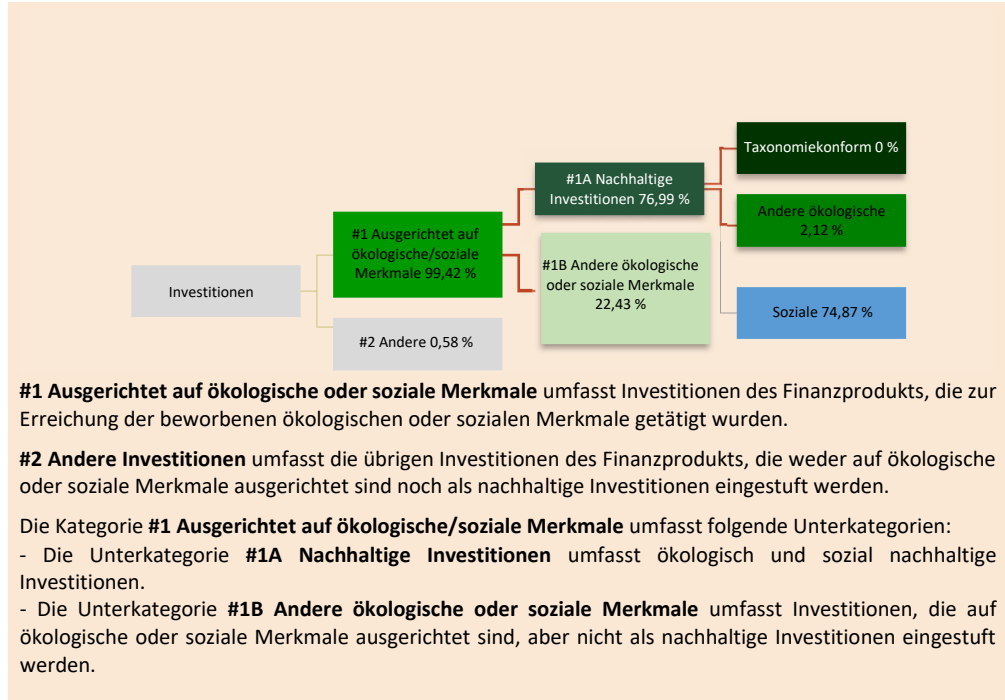 Investitionen
#1 Ausgerichtet auf
ökologische/soziale
Merkmale 99,42 %
#2 Andere 0,58 %
#1A Nachhaltige
Investitionen 76,99 %
#1B Andere ökologische
oder soziale Merkmale
22,43 %
Taxonomiekonform 0 %
Andere ökologische
2,12 %
Soziale 74,87 %
#1 Ausgerichtet auf ökologische oder soziale Merkmale umfasst Investitionen des Finanzprodukts, die zur
Erreichung der beworbenen ökologischen oder sozialen Merkmale getätigt wurden.
#2 Andere Investitionen umfasst die übrigen Investitionen des Finanzprodukts, die weder auf ökologische
oder soziale Merkmale ausgerichtet sind noch als nachhaltige Investitionen eingestuft werden.
Die Kategorie #1 Ausgerichtet auf ökologische/soziale Merkmale umfasst folgende Unterkategorien:
- Die Unterkategorie #1A Nachhaltige Investitionen umfasst ökologisch und sozial nachhaltige
Investitionen.
- Die Unterkategorie #1B Andere ökologische oder soziale Merkmale umfasst Investitionen, die auf
ökologische oder soziale Merkmale ausgerichtet sind, aber nicht als nachhaltige Investitionen eingestuft
werden.